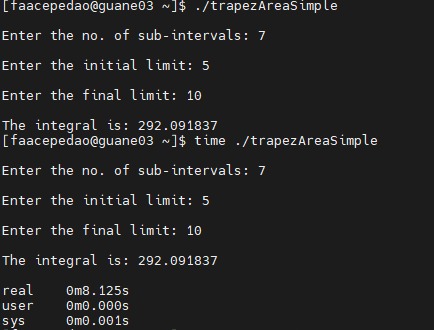 [faacepedao@guane03 ~]$ ./trapezAreaSimple
Enter the no. of sub-intervals: 7
Enter the initial limit: 5
Enter the final limit: 10
The integral is: 292.091837
[faacepedao@guane03 ~]$ time ./trapezAreaSimple
Enter the no. of sub-intervals: 7
Enter the initial limit: 5
Enter the final limit: 10
The integral is: 292.091837
real    0m8.125s
user    0m0.000s
sys     0m0.001s